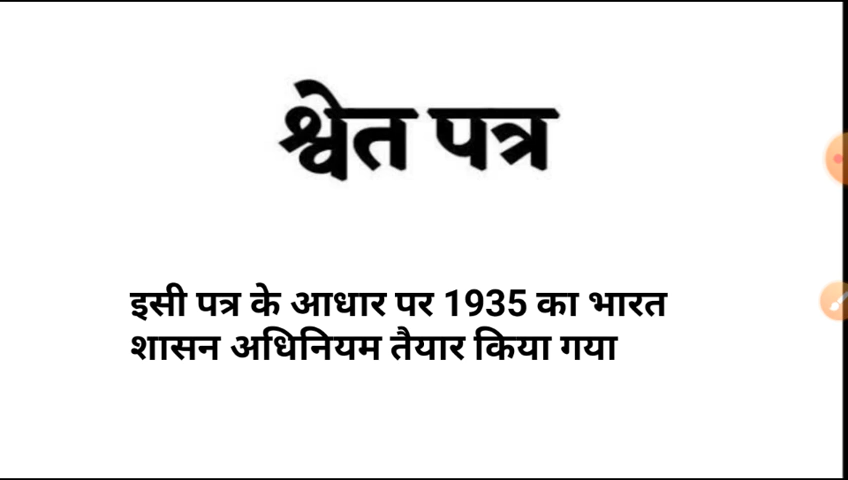 श्वेत पत्र
इसी पत्र के आधार पर 1935 का भारत
शासन अधिनियम तैयार किया गया